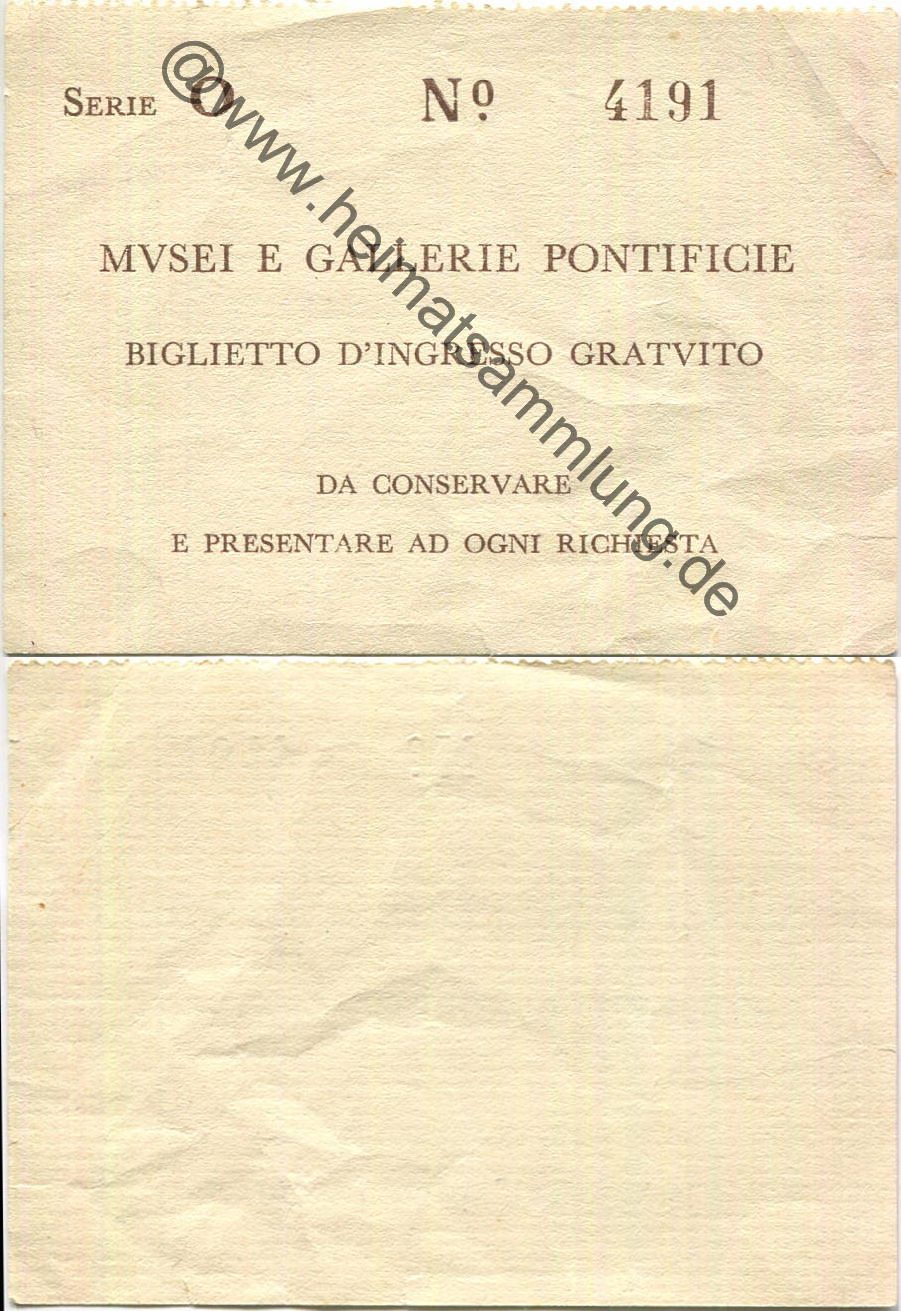 SERIE O Nº 4191
MVSEI E GALLERIE PONTIFICIE
BIGLIETTO D'INGRESSO GRATVITO
DA CONSERVARE
E PRESENTARE AD OGNI RICHIESTA
@www.heimatsammlung.de